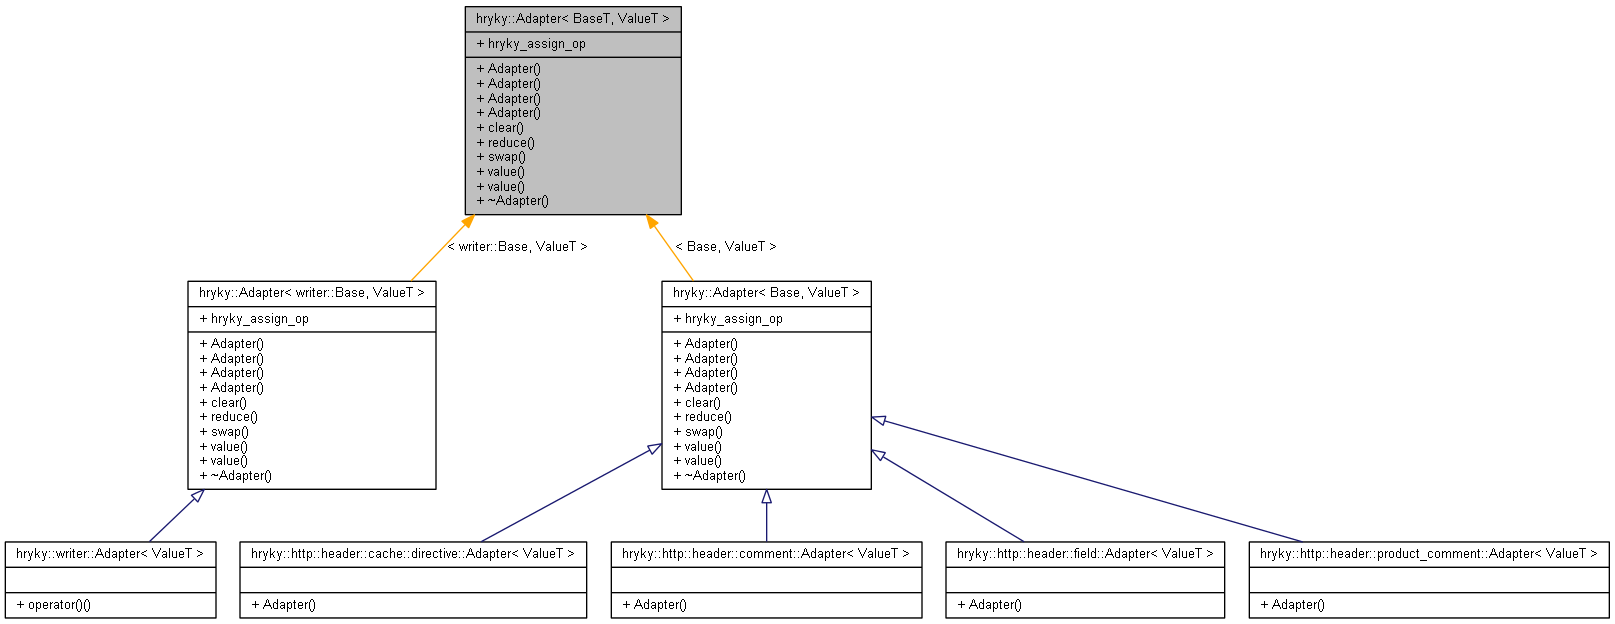 hryky::Adapter< BaseT, ValueT >
+ hryky_assign_op
+ Adapter()
+ Adapter()
+ Adapter()
+ Adapter()
+ clear()
+ reduce()
+ swap()
+ value()
+ value()
+ ~Adapter()
< writer::Base, ValueT >
< Base, ValueT >
hryky::Adapter< writer::Base, ValueT >
+ hryky_assign_op
+ Adapter()
+ Adapter()
+ Adapter()
+ Adapter()
+ clear()
+ reduce()
+ swap()
+ value()
+ value()
+ ~Adapter()
hryky::Adapter< Base, ValueT >
+ hryky_assign_op
+ Adapter()
+ Adapter()
+ Adapter()
+ Adapter()
+ clear()
+ reduce()
+ swap()
+ value()
+ value()
+ ~Adapter()
hryky::writer::Adapter< ValueT >
+ operator()()
hryky::http::header::cache::directive::Adapter< ValueT >
+ Adapter()
hryky::http::header::comment::Adapter< ValueT >
+ Adapter()
hryky::http::header::field::Adapter< ValueT >
+ Adapter()
hryky::http::header::product_comment::Adapter< ValueT >
+ Adapter()